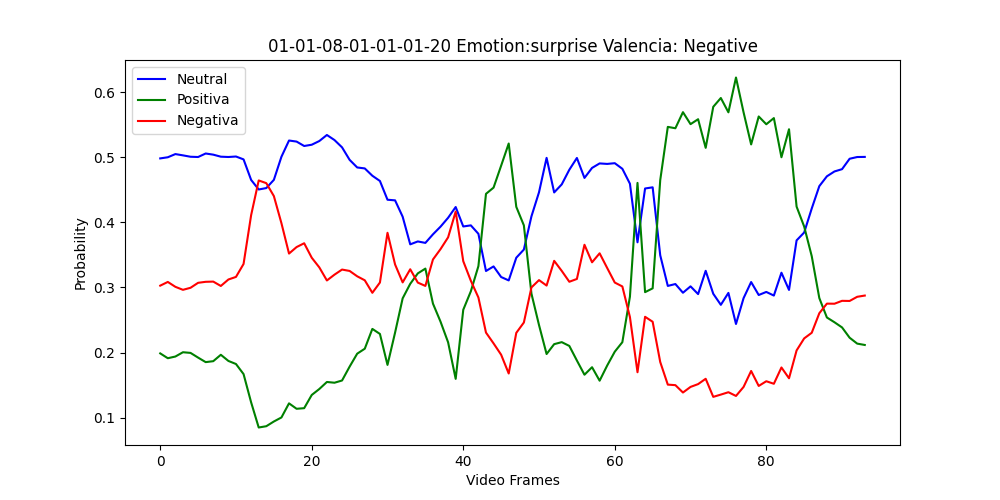 01-01-08-01-01-01-20 Emotion:surprise Valencia: Negative
Neutral
Positiva
Negativa
Probability
0.6
0.5
0.4
0.3
0.2
0.1
0 20 40 60 80
Video Frames